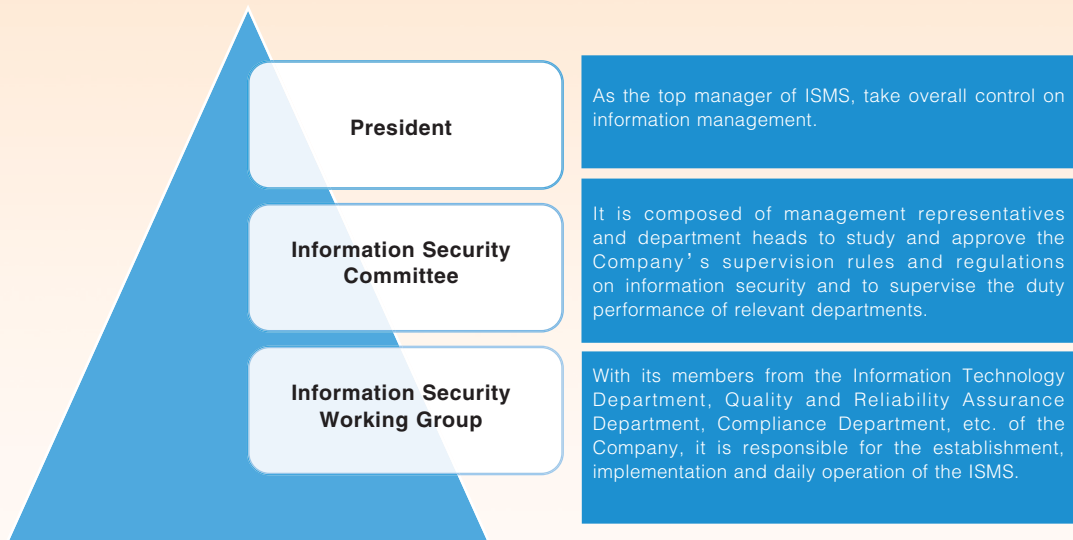 President
As the top manager of ISMS, take overall control on
information management.
Information Security
Committee
It is composed of management representatives
and department heads to study and approve the
Company's supervision rules and regulations
on information security and to supervise the duty
performance of relevant departments.
Information Security
Working Group
With its members from the Information Technology
Department, Quality and Reliability Assurance
Department, Compliance Department, etc. of the
Company, it is responsible for the establishment,
implementation and daily operation of the ISMS.